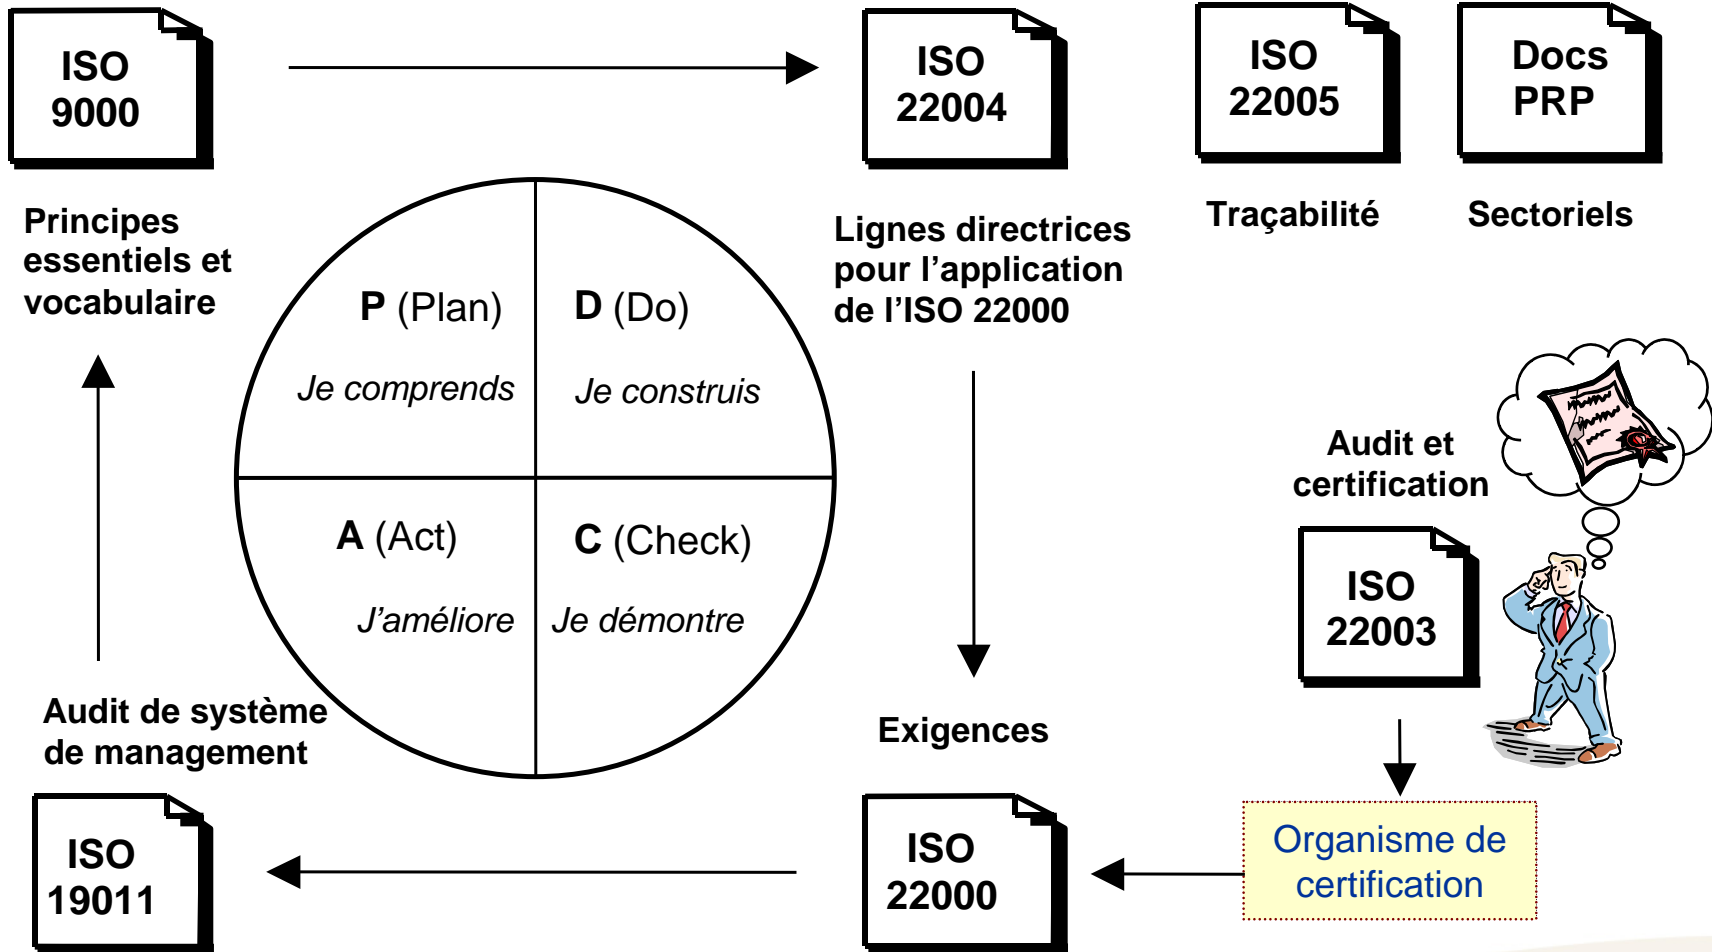 ISO
9000
ISO
22004
ISO
22005
Docs
PRP
Principes
essentiels et
vocabulaire
Lignes directrices
pour l’application
de l’ISO 22000
Traçabilité
Sectoriels
P (Plan)
Je comprends
D (Do)
Je construis
A (Act)
J’améliore
C (Check)
Je démontre
Audit et
certification
ISO
22003
Audit de système
de management
Exigences
ISO
19011
ISO
22000
Organisme de
certification